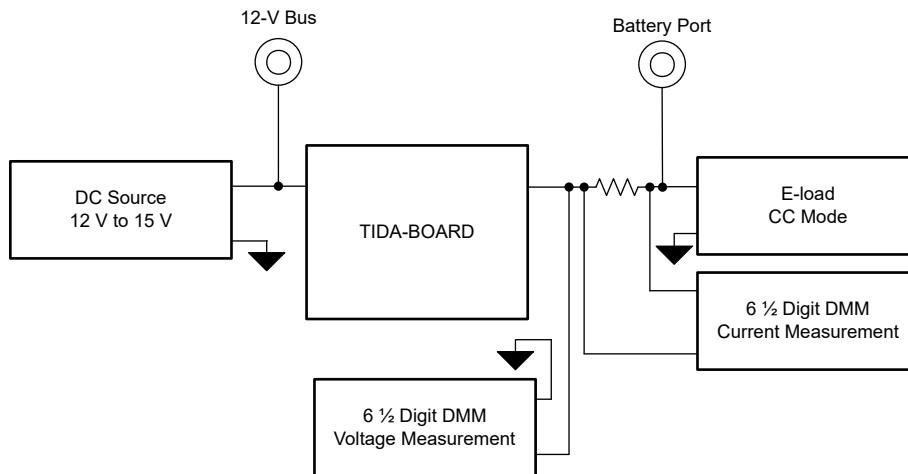 12-V Bus
Battery Port
DC Source
12 V to 15 V
TIDA-BOARD
E-load
CC Mode
6 ½ Digit DMM
Current Measurement
6 ½ Digit DMM
Voltage Measurement